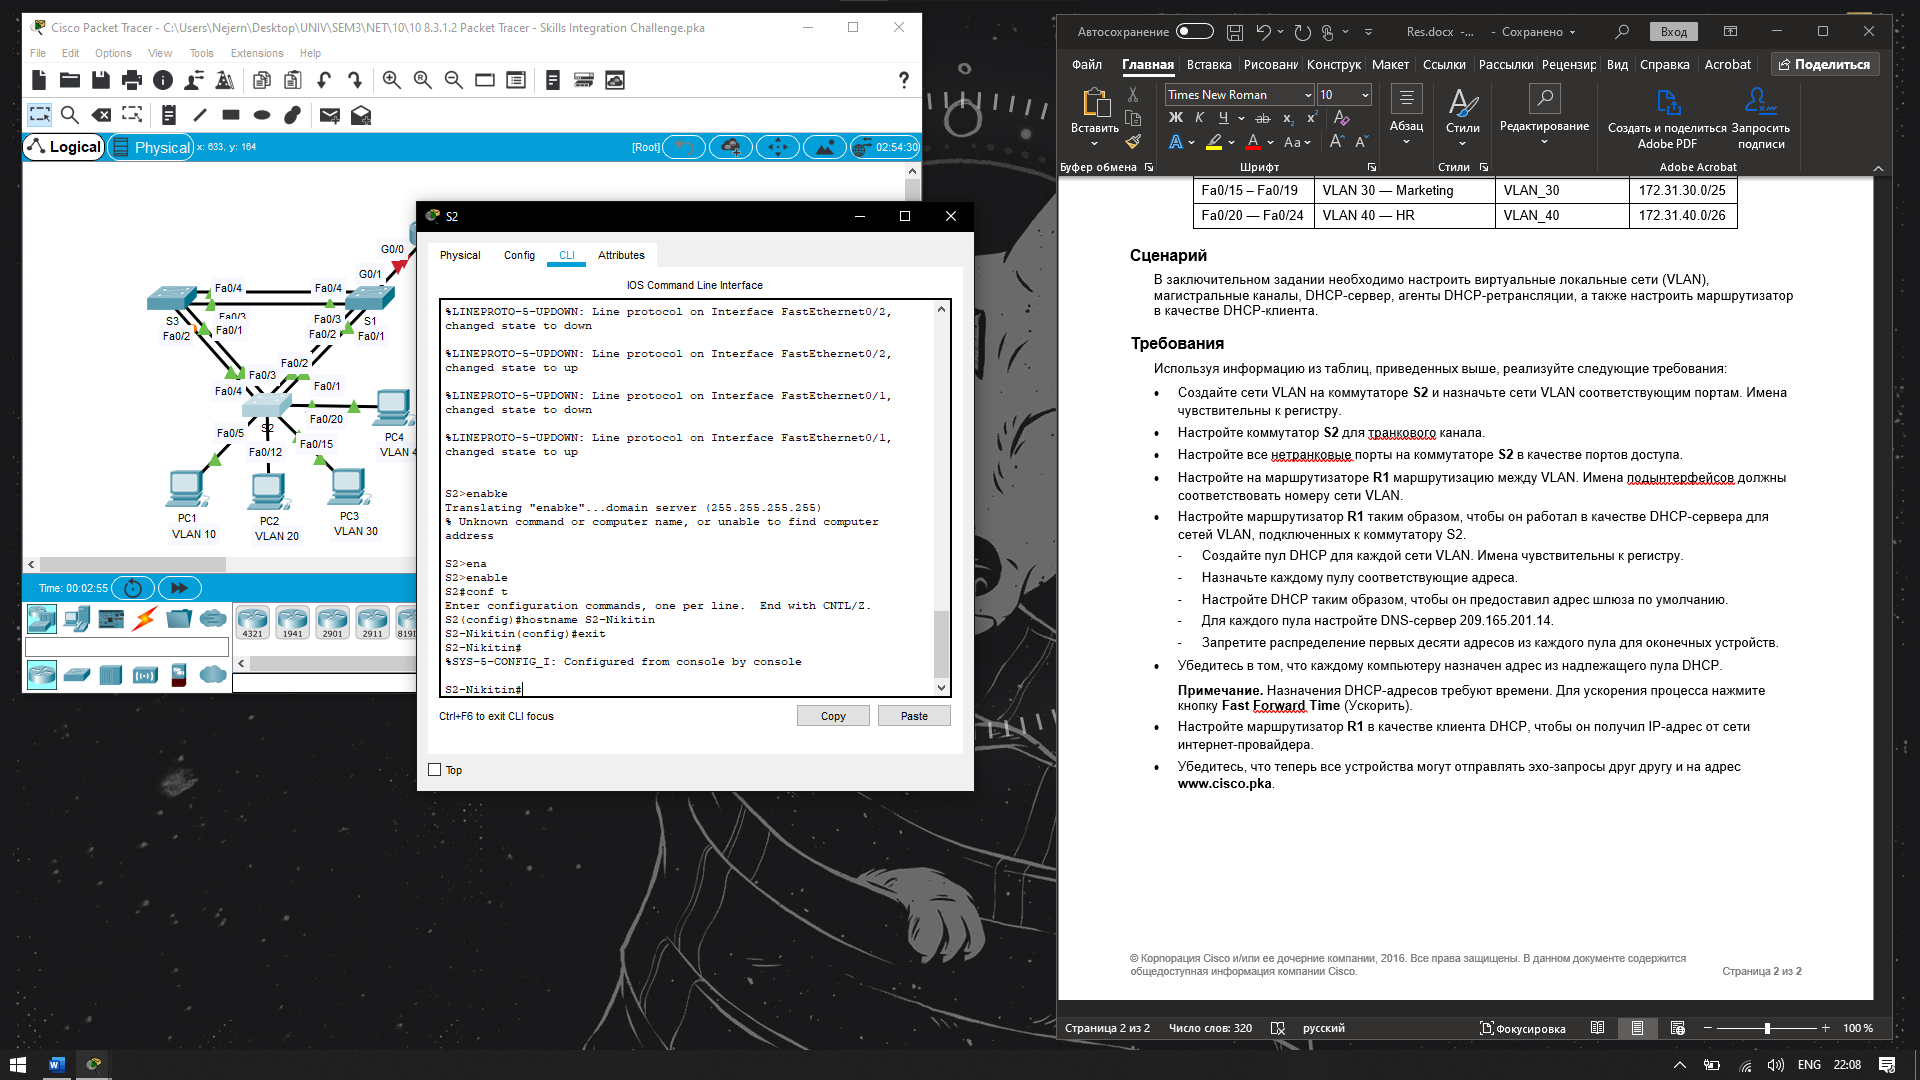 Cisco Packet Tracer - C:\Users\Nejern\Desktop\UNIV\SEM3\NET\10\10 8.3.1.2 Packet Tracer - Skills Integration Challenge.pka
File Edit Options View Tools Extensions Help
Logical
Physical
x: 633, y: 164
[Root]
02:54:30
G0/0
G0/1
Fa0/4
Fa0/4
Fa0/3
Fa0/3
S3
S1
Fa0/1
Fa0/2
Fa0/2
Fa0/1
Fa0/2
Fa0/3
Fa0/4
Fa0/1
Fa0/20
S2
PC4
Fa0/5
Fa0/15
VLAN 4
Fa0/12
PC1
VLAN 10
PC2
VLAN 20
PC3
VLAN 30
Time: 00:02:55
4321
1941
2901
2911
819I
S2
Physical
Config
CLI
Attributes
IOS Command Line Interface
%LINEPROTO-5-UPDOWN: Line protocol on Interface FastEthernet0/2,
changed state to down
%LINEPROTO-5-UPDOWN: Line protocol on Interface FastEthernet0/2,
changed state to up
%LINEPROTO-5-UPDOWN: Line protocol on Interface FastEthernet0/1,
changed state to down
%LINEPROTO-5-UPDOWN: Line protocol on Interface FastEthernet0/1,
changed state to up
S2>enabke
Translating "enabke"...domain server (255.255.255.255)
% Unknown command or computer name, or unable to find computer
address
S2>ena
S2>enable
S2#conf t
Enter configuration commands, one per line.  End with CNTL/Z.
S2(config)#hostname S2-Nikitin
S2-Nikitin(config)#exit
S2-Nikitin#
%SYS-5-CONFIG_I: Configured from console by console
S2-Nikitin#
Ctrl+F6 to exit CLI focus
Copy
Paste
Top
Автосохранение
Res.docx -... - Сохранено
Вход
Файл Главная Вставка Рисовани Конструк Макет Ссылки Рассылки Рецензир Вид Справка Acrobat Поделиться
Вставить
Times New Roman
10
Ж К Ч ab x₂ x²
A Aa
Абзац
Стили
Редактирование
Создать и поделиться Adobe PDF
Запросить подписи
Буфер обмена
Шрифт
Стили
Adobe Acrobat
Fa0/15 – Fa0/19 VLAN 30 — Marketing VLAN_30 172.31.30.0/25
Fa0/20 — Fa0/24 VLAN 40 — HR VLAN_40 172.31.40.0/26
Сценарий
В заключительном задании необходимо настроить виртуальные локальные сети (VLAN),
магистральные каналы, DHCP-сервер, агенты DHCP-ретрансляции, а также настроить маршрутизатор
в качестве DHCP-клиента.
Требования
Используя информацию из таблиц, приведенных выше, реализуйте следующие требования:
• Создайте сети VLAN на коммутаторе S2 и назначьте сети VLAN соответствующим портам. Имена
чувствительны к регистру.
• Настройте коммутатор S2 для транкового канала.
• Настройте все нетранковые порты на коммутаторе S2 в качестве портов доступа.
• Настройте на маршрутизаторе R1 маршрутизацию между VLAN. Имена подынтерфейсов должны
соответствовать номеру сети VLAN.
• Настройте маршрутизатор R1 таким образом, чтобы он работал в качестве DHCP-сервера для
сетей VLAN, подключенных к коммутатору S2.
- Создайте пул DHCP для каждой сети VLAN. Имена чувствительны к регистру.
- Назначьте каждому пулу соответствующие адреса.
- Настройте DHCP таким образом, чтобы он предоставил адрес шлюза по умолчанию.
- Для каждого пула настройте DNS-сервер 209.165.201.14.
- Запретите распределение первых десяти адресов из каждого пула для оконечных устройств.
• Убедитесь в том, что каждому компьютеру назначен адрес из надлежащего пула DHCP.
Примечание. Назначения DHCP-адресов требуют времени. Для ускорения процесса нажмите
кнопку Fast Forward Time (Ускорить).
• Настройте маршрутизатор R1 в качестве клиента DHCP, чтобы он получил IP-адрес от сети
интернет-провайдера.
• Убедитесь, что теперь все устройства могут отправлять эхо-запросы друг другу и на адрес
www.cisco.pka.
© Корпорация Cisco и/или ее дочерние компании, 2016. Все права защищены. В данном документе содержится
общедоступная информация компании Cisco.
Страница 2 из 2
Страница 2 из 2 Число слов: 320 русский Фокусировка 100 %
ENG 22:08